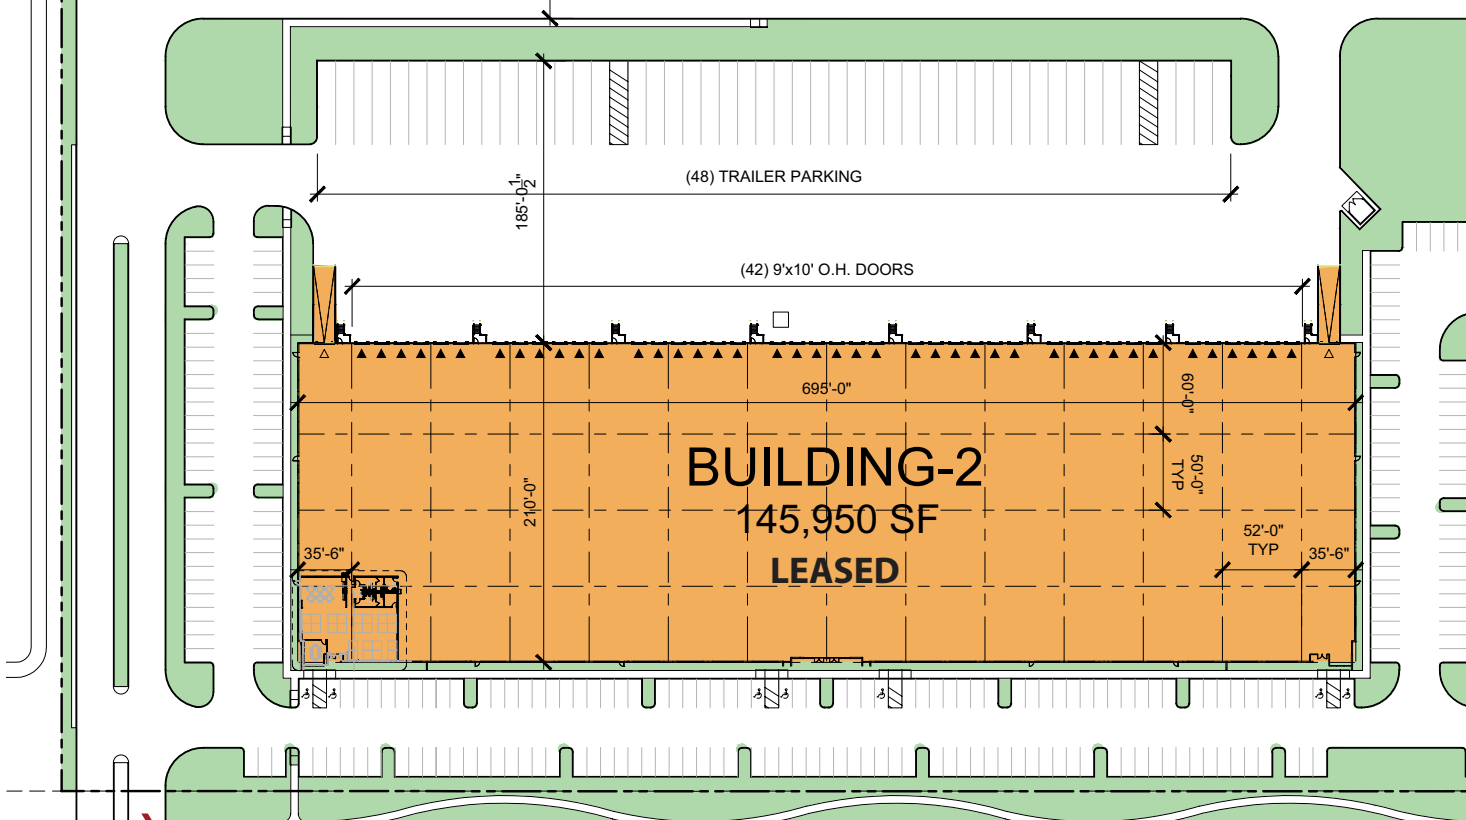 (48) TRAILER PARKING
185'-0½"
(42) 9'x10' O.H. DOORS
695'-0"
60'-0"
BUILDING-2
145,950 SF
LEASED
50'-0"
TYP
210'-0"
52'-0"
TYP
35'-6"
35'-6"